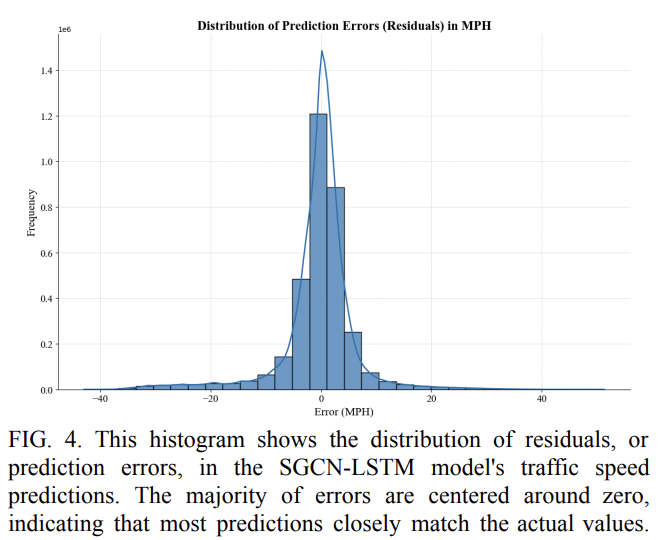 Distribution of Prediction Errors (Residuals) in MPH
1e6
1.4
1.2
1.0
0.8
0.6
0.4
0.2
0.0
Frequency
−40
−20
0
20
40
Error (MPH)
FIG. 4. This histogram shows the distribution of residuals, or
prediction errors, in the SGCN-LSTM model's traffic speed
predictions. The majority of errors are centered around zero,
indicating that most predictions closely match the actual values.